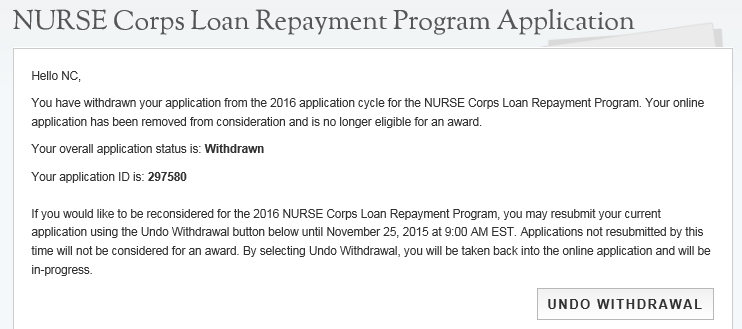 NURSE Corps Loan Repayment Program Application
Hello NC,
You have withdrawn your application from the 2016 application cycle for the NURSE Corps Loan Repayment Program. Your online
application has been removed from consideration and is no longer eligible for an award.
Your overall application status is: Withdrawn
Your application ID is: 297580
If you would like to be reconsidered for the 2016 NURSE Corps Loan Repayment Program, you may resubmit your current
application using the Undo Withdrawal button below until November 25, 2015 at 9:00 AM EST. Applications not resubmitted by this
time will not be considered for an award. By selecting Undo Withdrawal, you will be taken back into the online application and will be
in-progress.
UNDO WITHDRAWAL